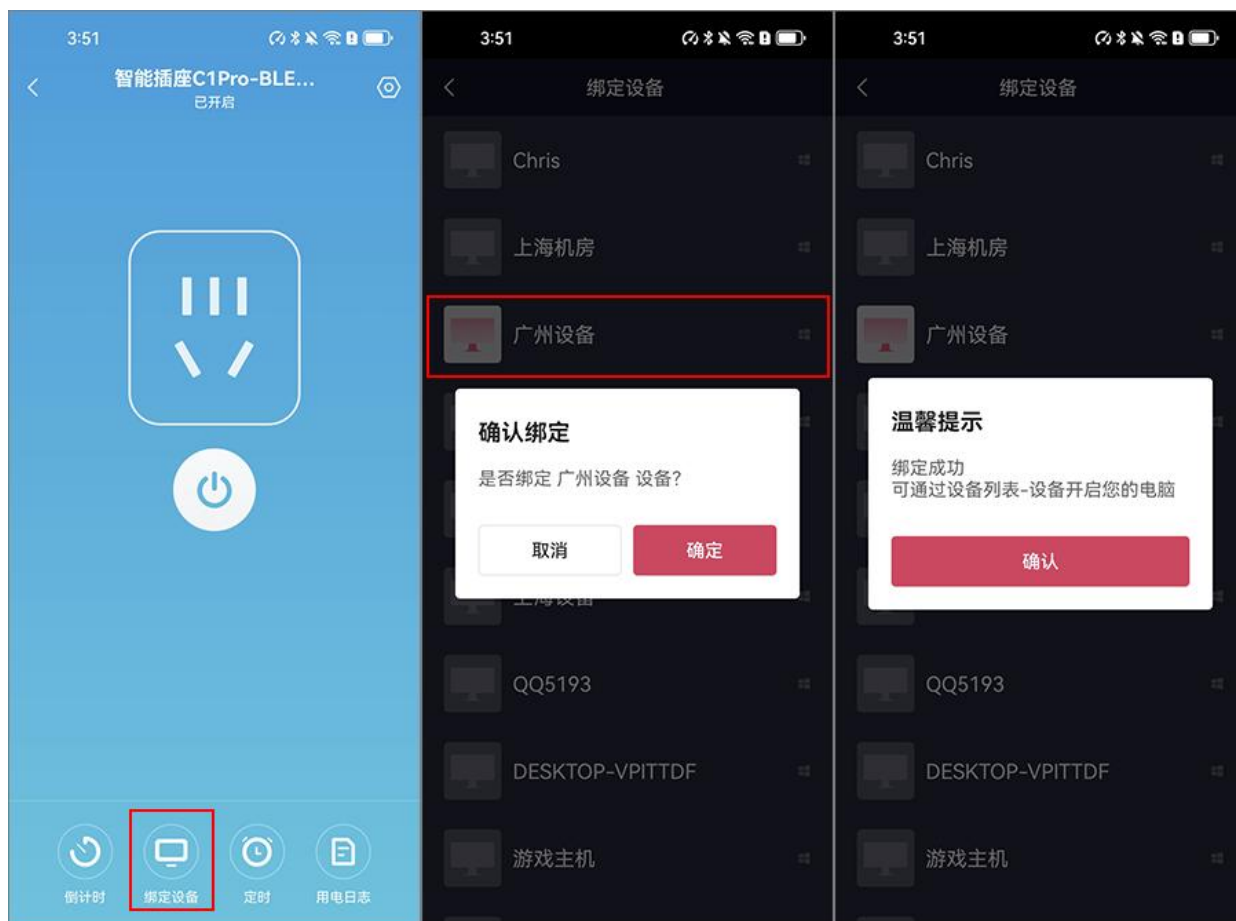 3:51
智能插座C1Pro-BLE...
已开启
倒计时
绑定设备
定时
用电日志
3:51
绑定设备
Chris
上海机房
广州设备
确认绑定
是否绑定 广州设备 设备?
取消
确定
上海设备
QQ5193
DESKTOP-VPITTDF
游戏主机
3:51
绑定设备
Chris
上海机房
广州设备
温馨提示
绑定成功
可通过设备列表-设备开启您的电脑
确认
QQ5193
DESKTOP-VPITTDF
游戏主机